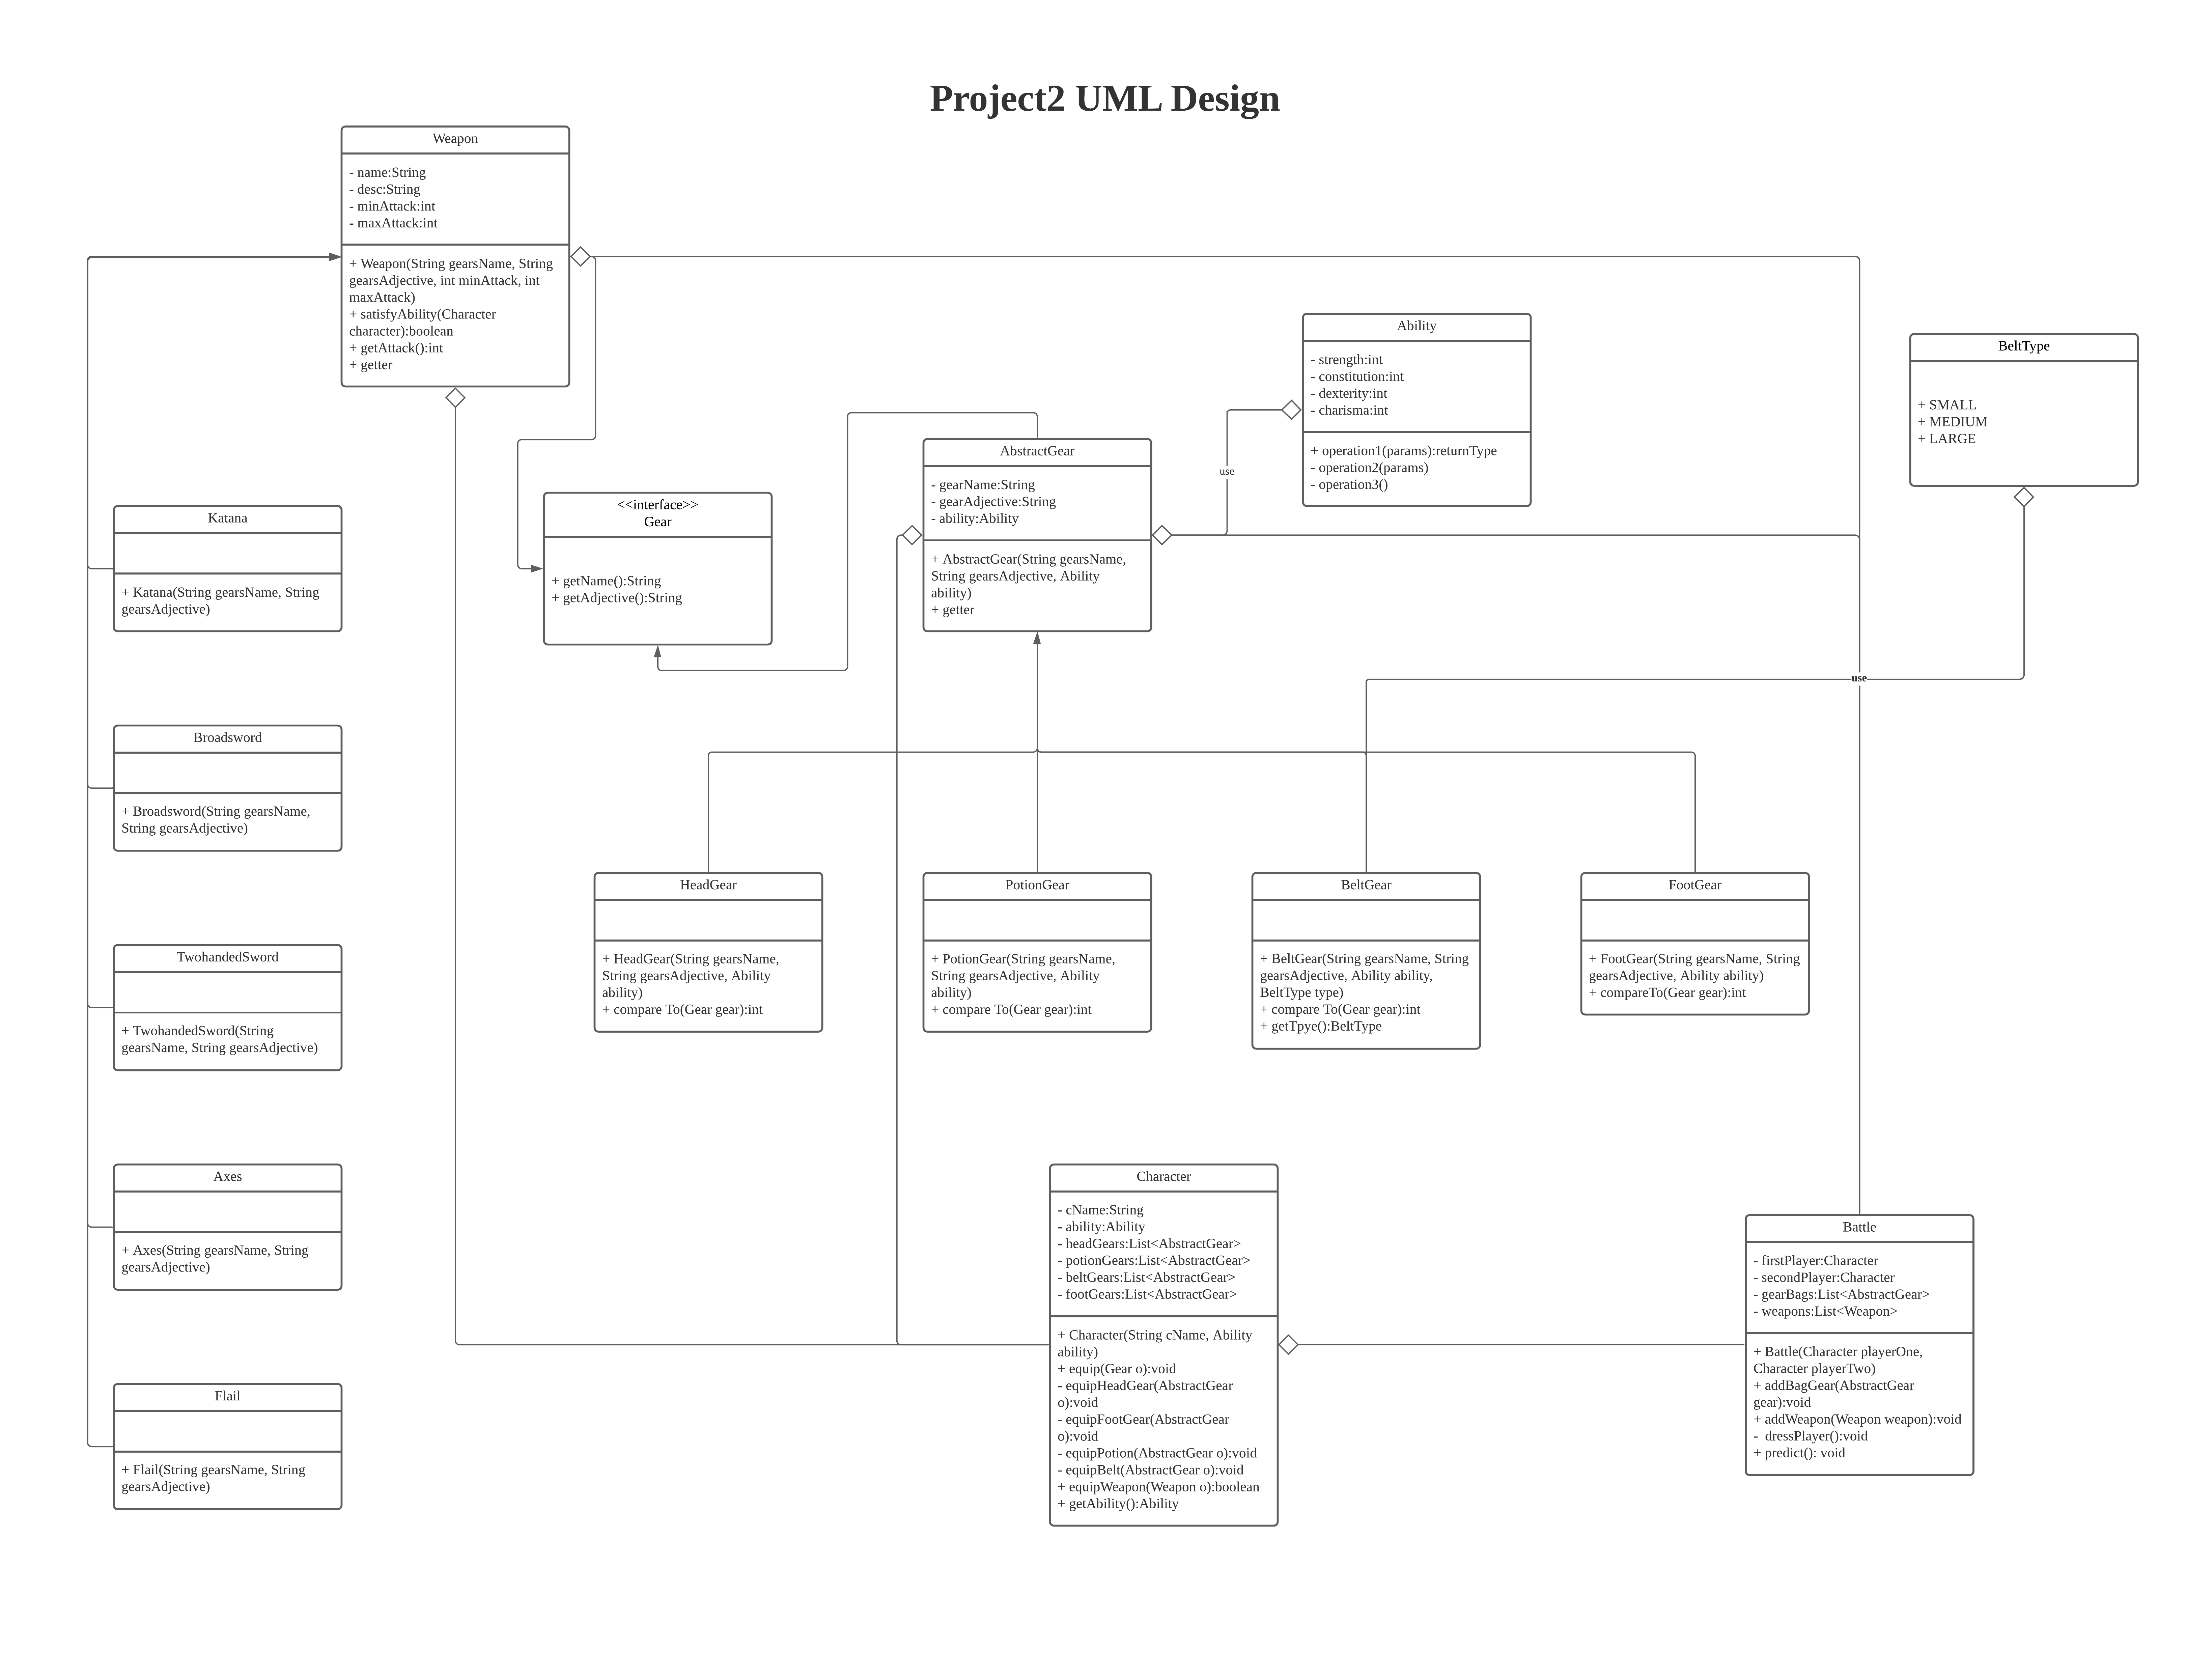 Project2 UML Design
Weapon
- name:String
- desc:String
- minAttack:int
- maxAttack:int
+ Weapon(String gearsName, String
gearsAdjective, int minAttack, int
maxAttack)
+ satisfyAbility(Character
character):boolean
+ getAttack():int
+ getter
Ability
- strength:int
- constitution:int
- dexterity:int
- charisma:int
+ operation1(params):returnType
- operation2(params)
- operation3()
BeltType
+ SMALL
+ MEDIUM
+ LARGE
use
AbstractGear
- gearName:String
- gearAdjective:String
- ability:Ability
+ AbstractGear(String gearsName,
String gearsAdjective, Ability
ability)
+ getter
<<interface>>
Gear
+ getName():String
+ getAdjective():String
Katana
+ Katana(String gearsName, String
gearsAdjective)
use
Broadsword
+ Broadsword(String gearsName,
String gearsAdjective)
HeadGear
+ HeadGear(String gearsName,
String gearsAdjective, Ability
ability)
+ compare To(Gear gear):int
PotionGear
+ PotionGear(String gearsName,
String gearsAdjective, Ability
ability)
+ compare To(Gear gear):int
BeltGear
+ BeltGear(String gearsName, String
gearsAdjective, Ability ability,
BeltType type)
+ compare To(Gear gear):int
+ getTpye():BeltType
FootGear
+ FootGear(String gearsName, String
gearsAdjective, Ability ability)
+ compareTo(Gear gear):int
TwohandedSword
+ TwohandedSword(String
gearsName, String gearsAdjective)
Axes
+ Axes(String gearsName, String
gearsAdjective)
Character
- cName:String
- ability:Ability
- headGears:List<AbstractGear>
- potionGears:List<AbstractGear>
- beltGears:List<AbstractGear>
- footGears:List<AbstractGear>
+ Character(String cName, Ability
ability)
+ equip(Gear o):void
- equipHeadGear(AbstractGear
o):void
- equipFootGear(AbstractGear
o):void
- equipPotion(AbstractGear o):void
- equipBelt(AbstractGear o):void
+ equipWeapon(Weapon o):boolean
+ getAbility():Ability
Battle
- firstPlayer:Character
- secondPlayer:Character
- gearBags:List<AbstractGear>
- weapons:List<Weapon>
+ Battle(Character playerOne,
Character playerTwo)
+ addBagGear(AbstractGear
gear):void
+ addWeapon(Weapon weapon):void
-  dressPlayer():void
+ predict(): void
Flail
+ Flail(String gearsName, String
gearsAdjective)